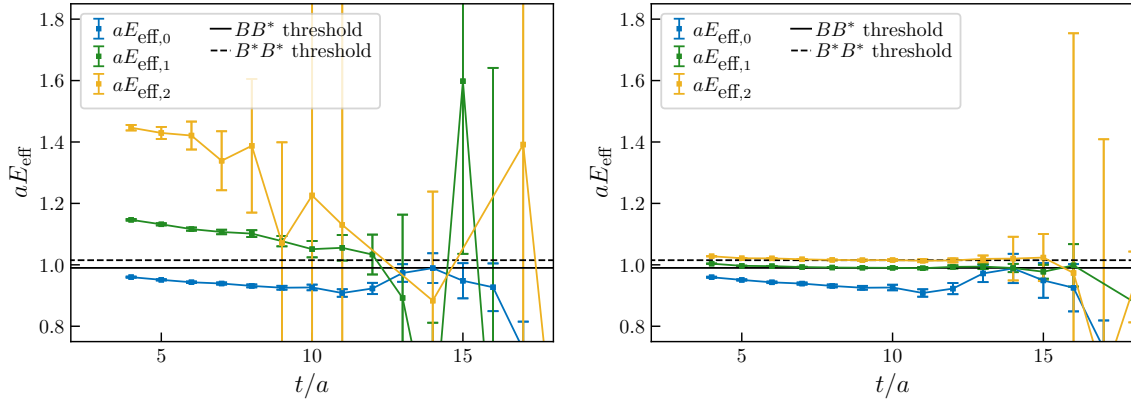 1.8
1.6
1.4
1.2
1.0
0.8
aE_eff
aE_eff,0
aE_eff,1
aE_eff,2
BB* threshold
B*B* threshold
5
10
15
t/a
1.8
1.6
1.4
1.2
1.0
0.8
aE_eff
aE_eff,0
aE_eff,1
aE_eff,2
BB* threshold
B*B* threshold
5
10
15
t/a